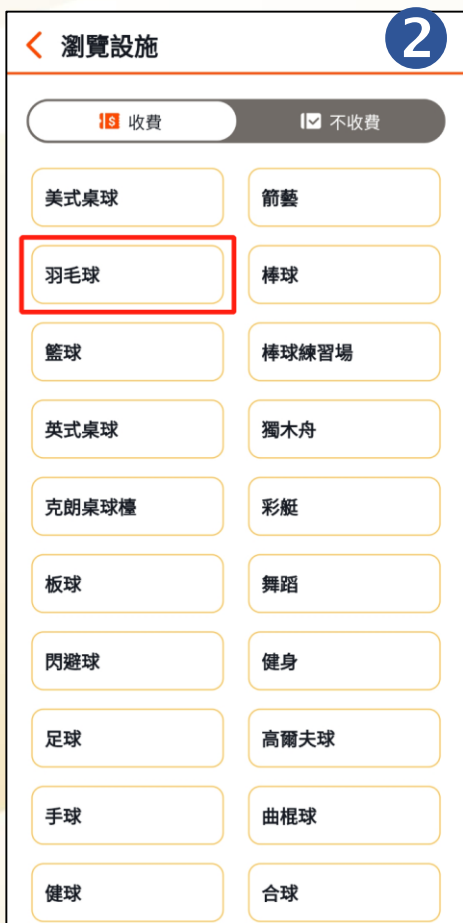 瀏覽設施
2
收費 不收費
美式桌球 箭藝
羽毛球 棒球
籃球 棒球練習場
英式桌球 獨木舟
克朗桌球檯 彩艇
板球 舞蹈
閃避球 健身
足球 高爾夫球
手球 曲棍球
健球 合球